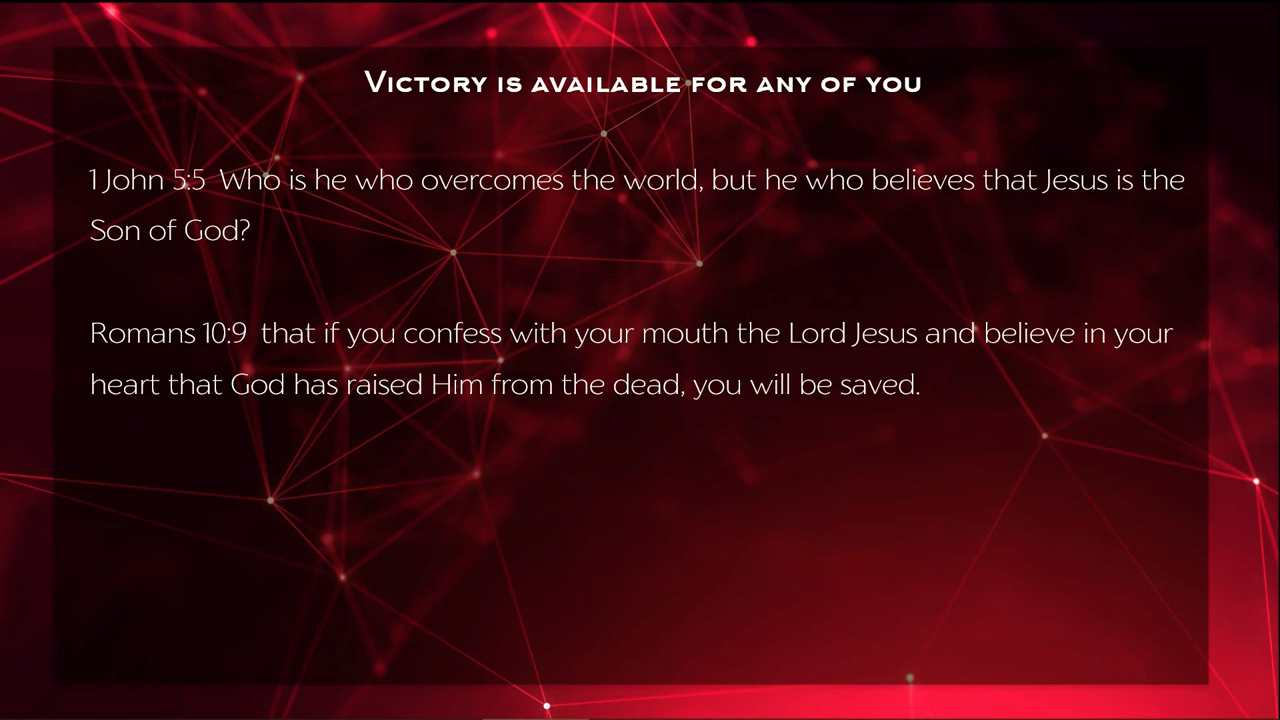 Victory is available for any of you
1 John 5:5  Who is he who overcomes the world, but he who believes that Jesus is the
Son of God?
Romans 10:9  that if you confess with your mouth the Lord Jesus and believe in your
heart that God has raised Him from the dead, you will be saved.